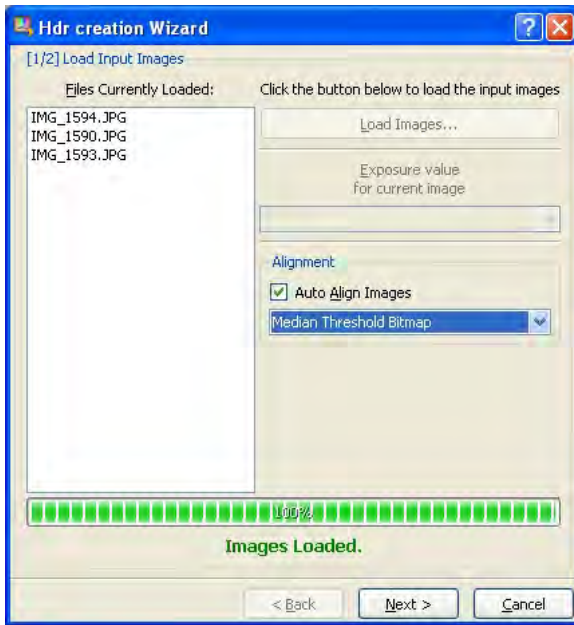 Hdr creation Wizard
[1/2] Load Input Images
Files Currently Loaded:
IMG_1594.JPG
IMG_1590.JPG
IMG_1593.JPG
Click the button below to load the input images
Load Images...
Exposure value
for current image
Alignment
Auto Align Images
Median Threshold Bitmap
100%
Images Loaded.
< Back
Next >
Cancel